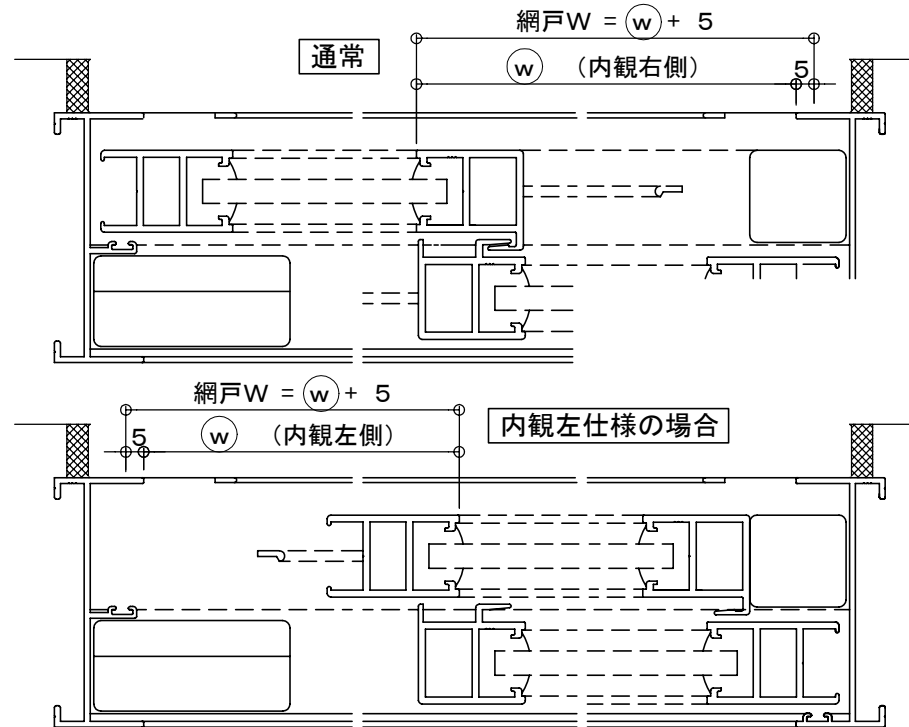 網戸W = w + 5
通常
w (内観右側) 5
網戸W = w + 5
5 w (内観左側)
内観左仕様の場合